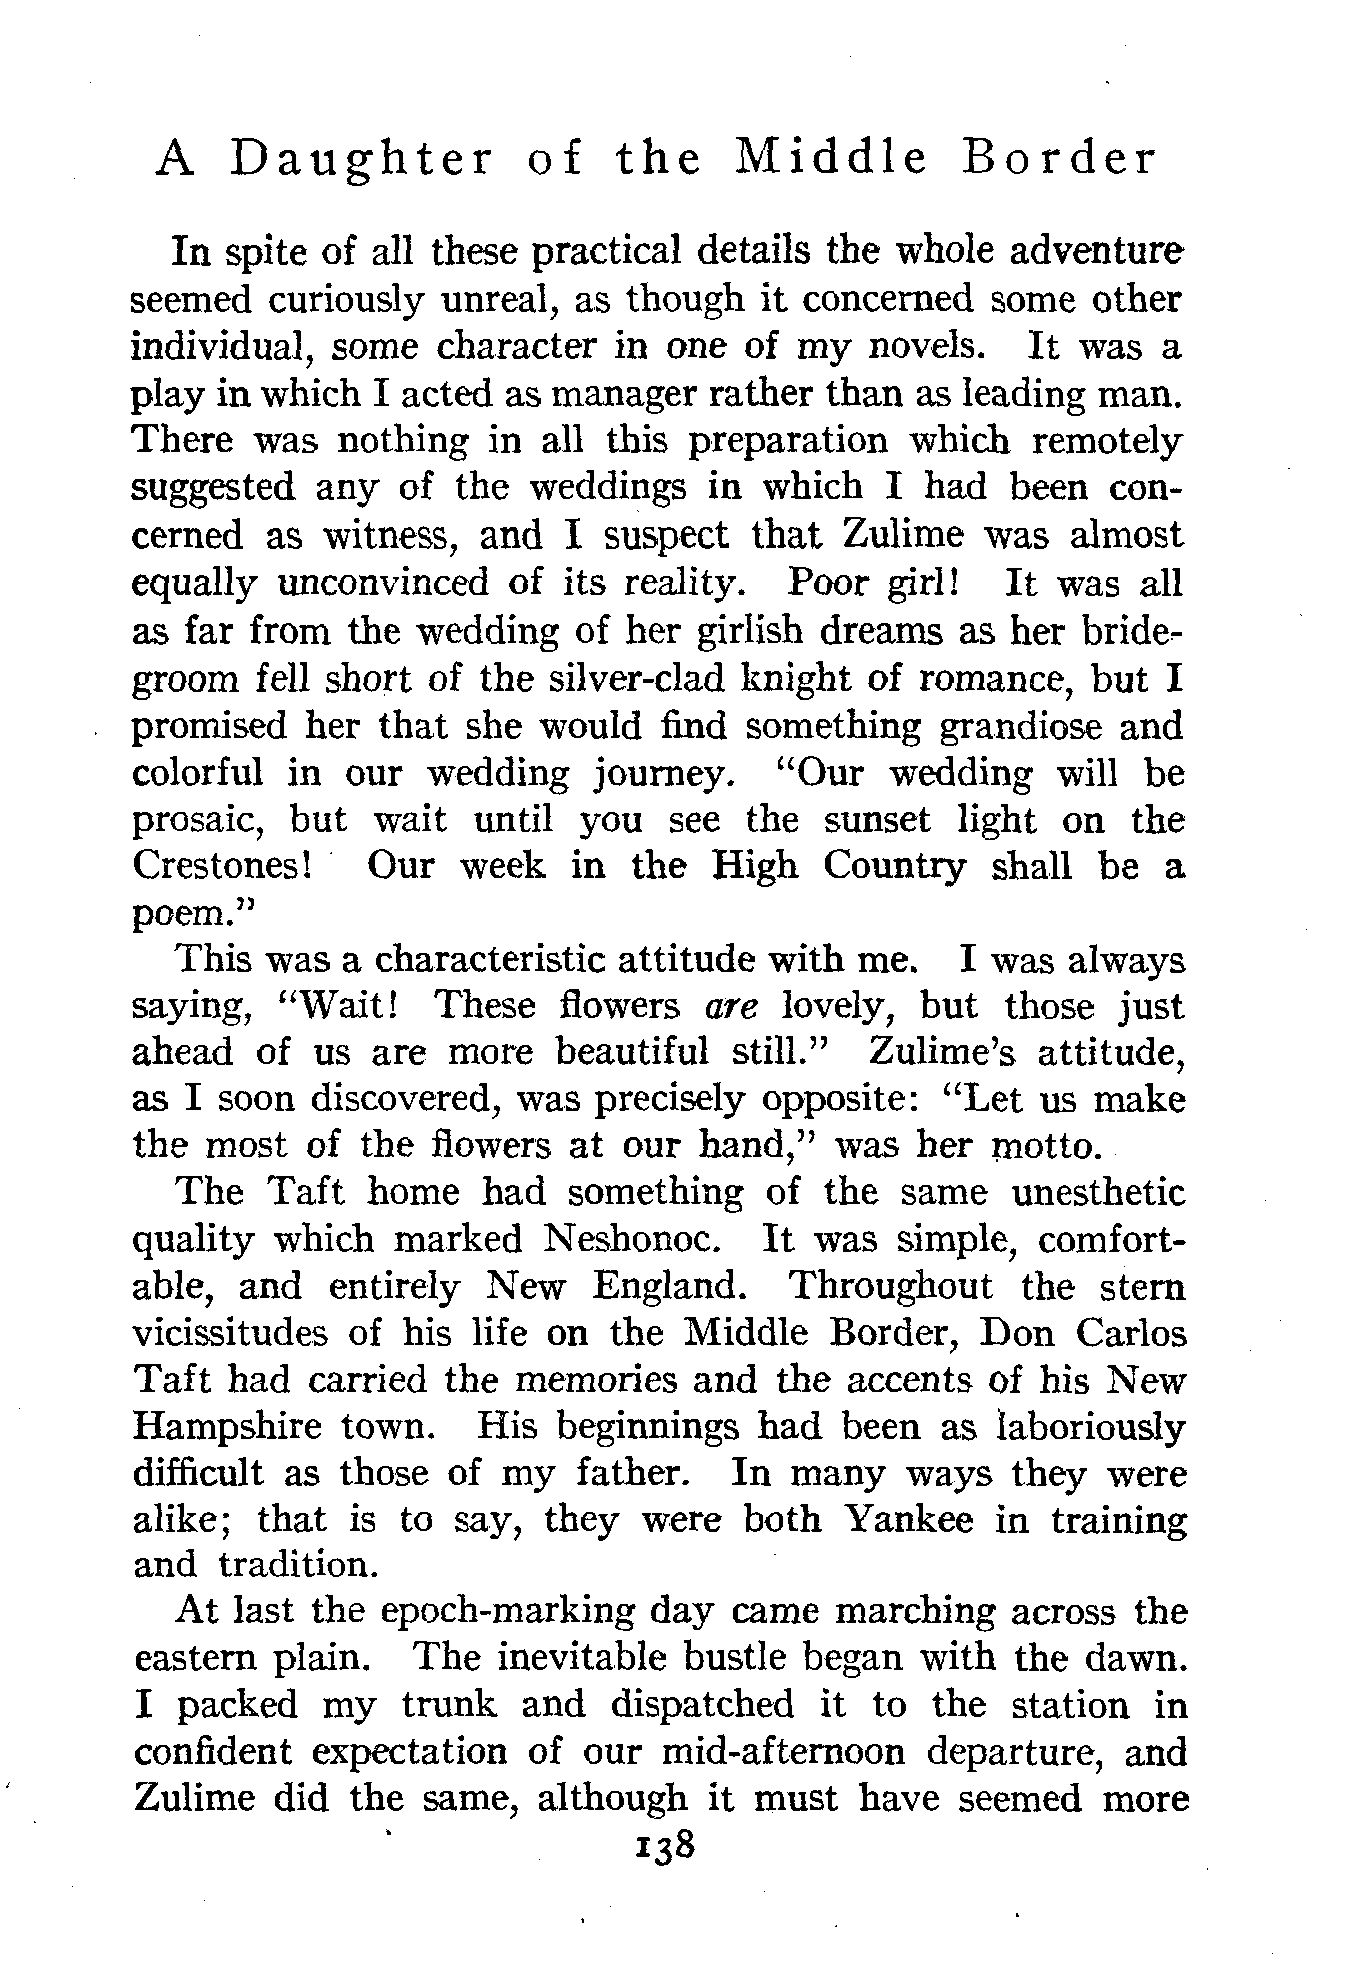 A Daughter of the Middle Border
In spite of all these practical details the whole adventure
seemed curiously unreal, as though it concerned some other
individual, some character in one of my novels. It was a
play in which I acted as manager rather than as leading man.
There was nothing in all this preparation which remotely
suggested any of the weddings in which I had been con-
cerned as witness, and I suspect that Zulime was almost
equally unconvinced of its reality. Poor girl! It was all
as far from the wedding of her girlish dreams as her bride-
groom fell short of the silver-clad knight of romance, but I
promised her that she would find something grandiose and
colorful in our wedding journey. "Our wedding will be
prosaic, but wait until you see the sunset light on the
Crestones! Our week in the High Country shall be a
poem."
This was a characteristic attitude with me. I was always
saying, "Wait! These flowers are lovely, but those just
ahead of us are more beautiful still." Zulime's attitude,
as I soon discovered, was precisely opposite: "Let us make
the most of the flowers at our hand," was her motto.
The Taft home had something of the same unesthetic
quality which marked Neshonoc. It was simple, comfort-
able, and entirely New England. Throughout the stern
vicissitudes of his life on the Middle Border, Don Carlos
Taft had carried the memories and the accents of his New
Hampshire town. His beginnings had been as laboriously
difficult as those of my father. In many ways they were
alike; that is to say, they were both Yankee in training
and tradition.
At last the epoch-marking day came marching across the
eastern plain. The inevitable bustle began with the dawn.
I packed my trunk and dispatched it to the station in
confident expectation of our mid-afternoon departure, and
Zulime did the same, although it must have seemed more
138